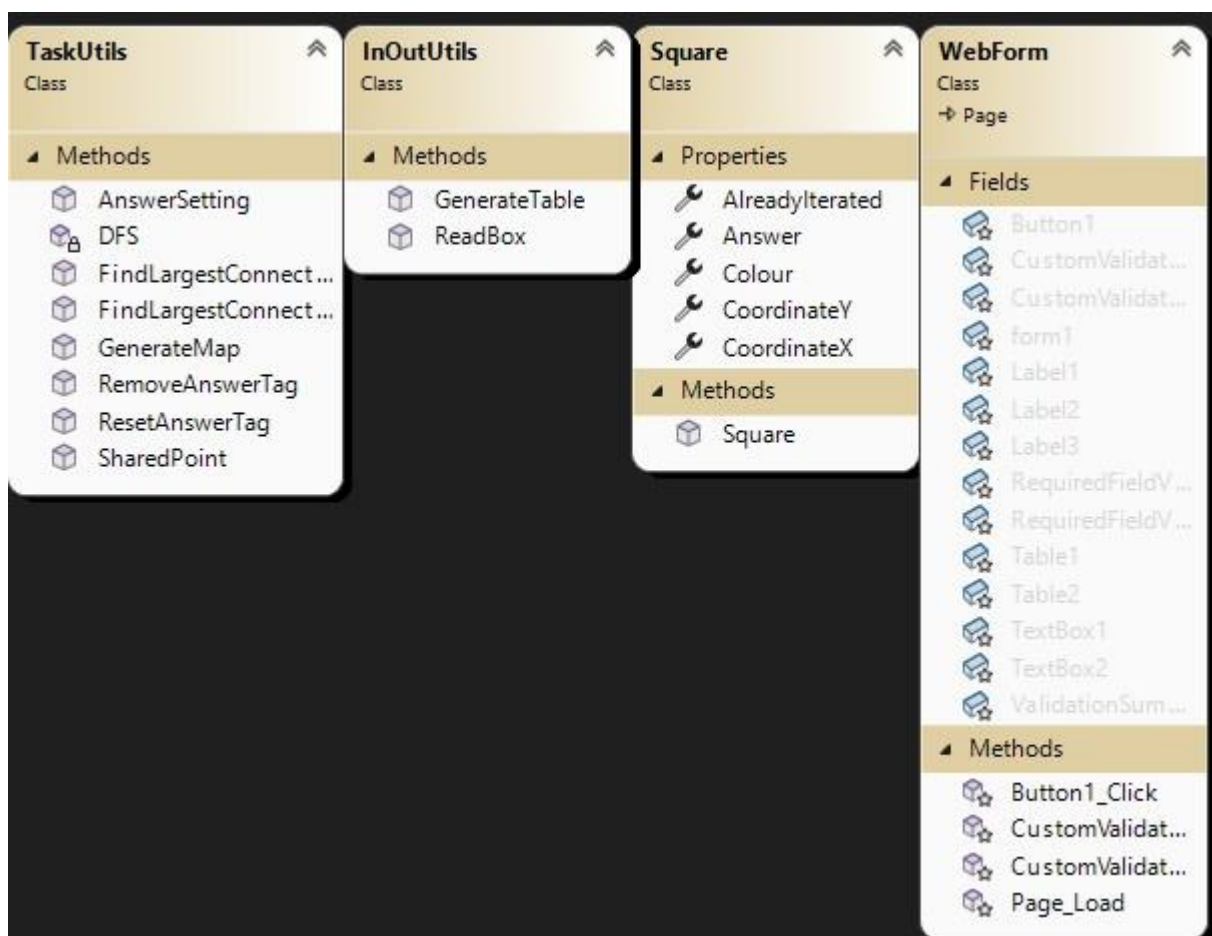 TaskUtils
Class
Methods
AnswerSetting
DFS
FindLargestConnect...
FindLargestConnect...
GenerateMap
RemoveAnswerTag
ResetAnswerTag
SharedPoint
InOutUtils
Class
Methods
GenerateTable
ReadBox
Square
Class
Properties
AlreadyIterated
Answer
Colour
CoordinateY
CoordinateX
Methods
Square
WebForm
Class
Page
Fields
Button1
CustomValidat...
CustomValidat...
form1
Label1
Label2
Label3
RequiredFieldV...
RequiredFieldV...
Table1
Table2
TextBox1
TextBox2
ValidationSum...
Methods
Button1_Click
CustomValidat...
CustomValidat...
Page_Load